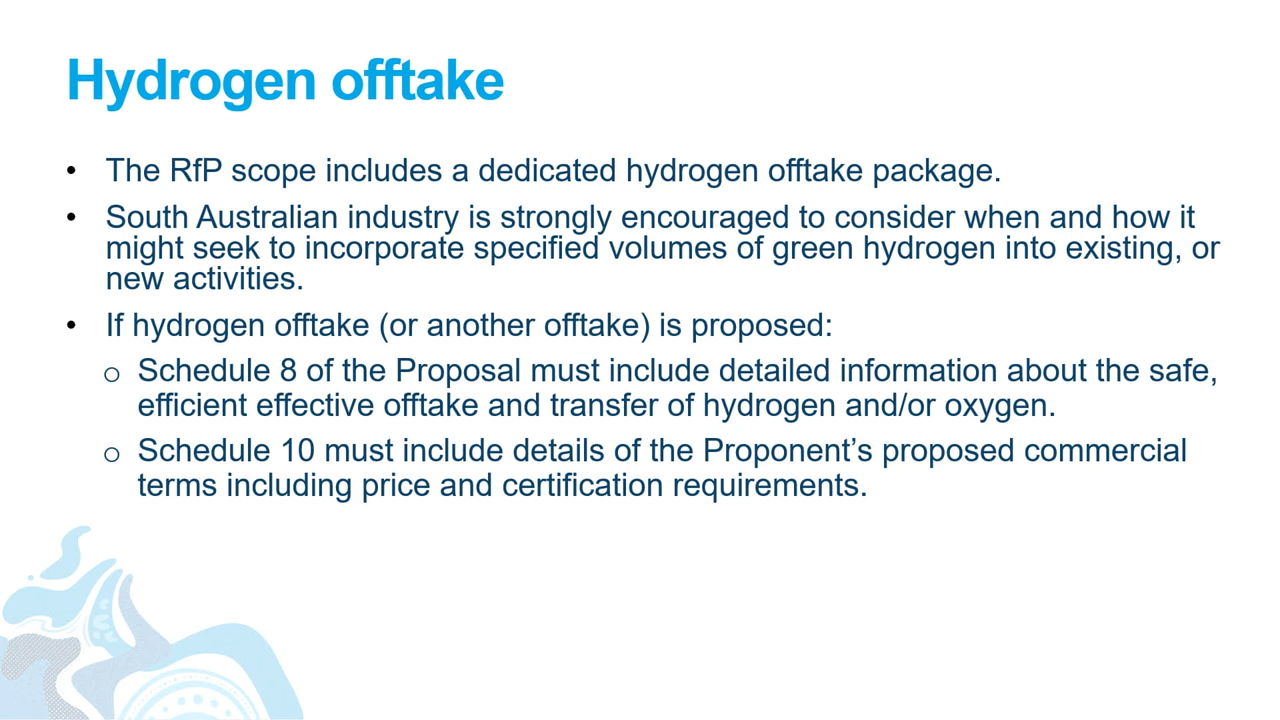 Hydrogen offtake
• The RfP scope includes a dedicated hydrogen offtake package.
• South Australian industry is strongly encouraged to consider when and how it
might seek to incorporate specified volumes of green hydrogen into existing, or
new activities.
• If hydrogen offtake (or another offtake) is proposed:
o Schedule 8 of the Proposal must include detailed information about the safe,
efficient effective offtake and transfer of hydrogen and/or oxygen.
o Schedule 10 must include details of the Proponent’s proposed commercial
terms including price and certification requirements.